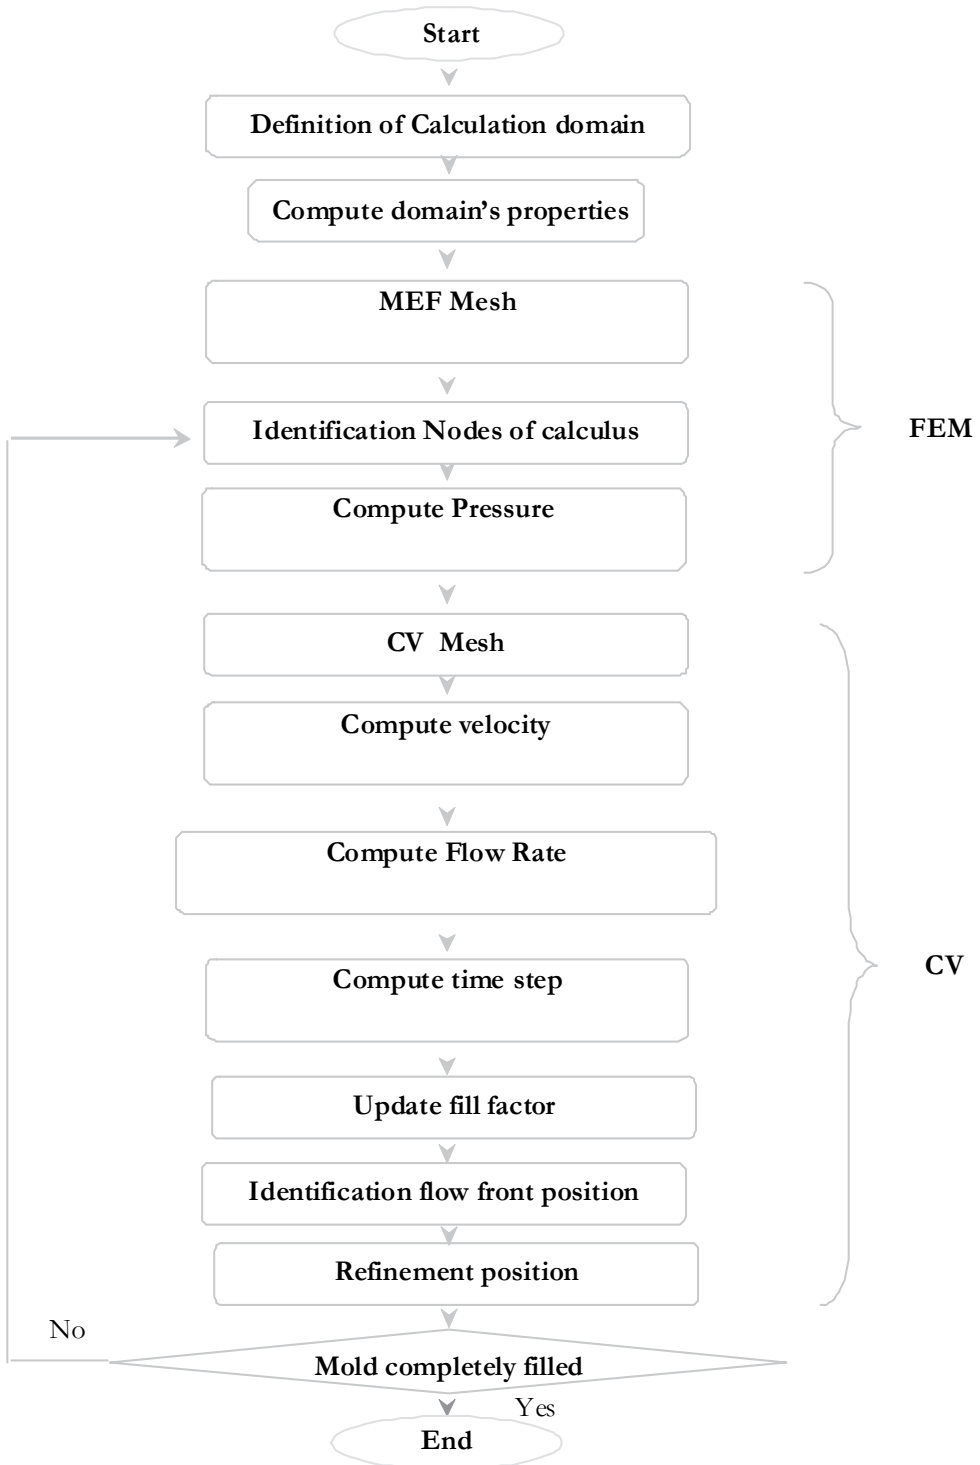 Start
Definition of Calculation domain
Compute domain’s properties
MEF Mesh
Identification Nodes of calculus
FEM
Compute Pressure
CV Mesh
Compute velocity
Compute Flow Rate
CV
Compute time step
Update fill factor
Identification flow front position
Refinement position
No
Mold completely filled
Yes
End